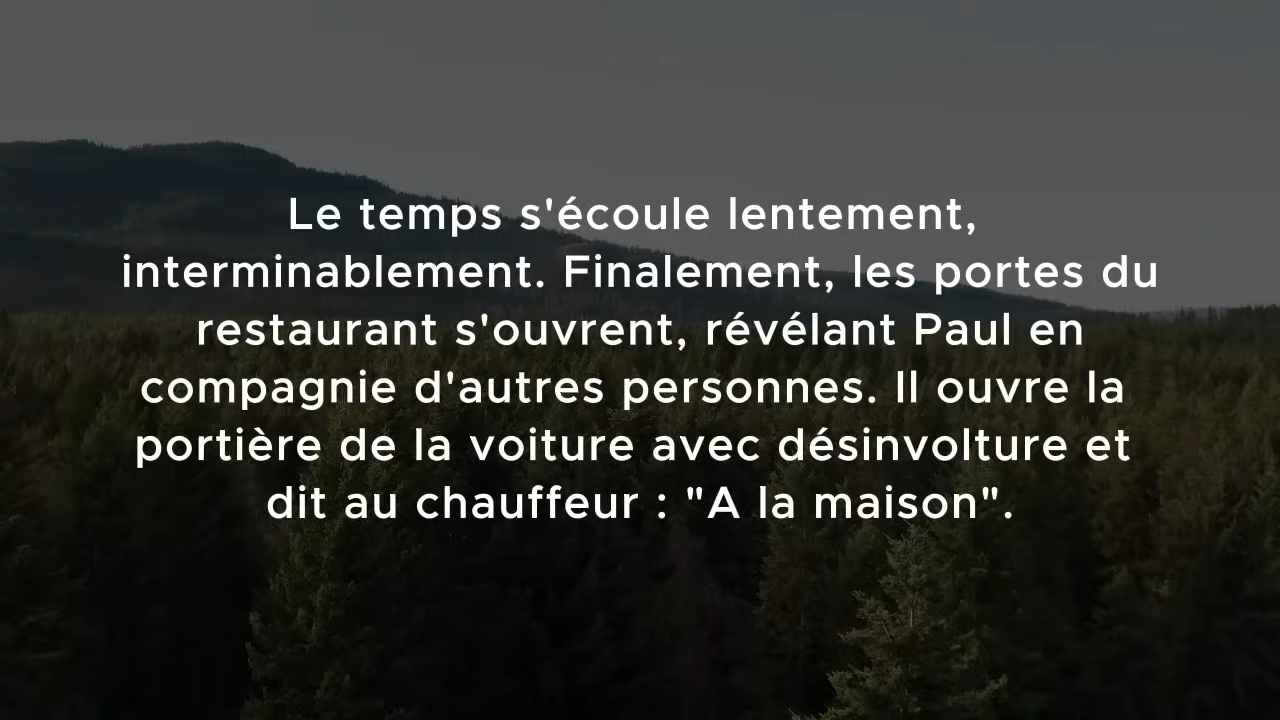 Le temps s'écoule lentement,
interminablement. Finalement, les portes du
restaurant s'ouvrent, révélant Paul en
compagnie d'autres personnes. Il ouvre la
portière de la voiture avec désinvolture et
dit au chauffeur : "A la maison".